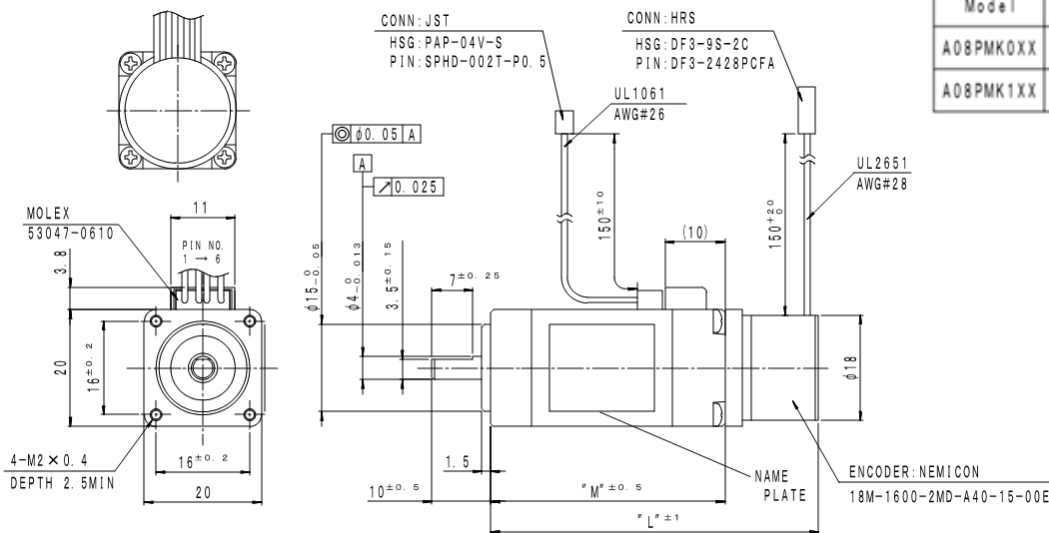 CONN:JST
HSG:PAP-04V-S
PIN:SPHD-002T-P0.5
CONN:HRS
HSG:DF3-9S-2C
PIN:DF3-2428PCFA
Model
A08PMK0XX
A08PMK1XX
UL1061
AWG#26
UL2651
AWG#28
◎ φ0.05 A
A
↗ 0.025
MOLEX
53047-0610
11
PIN NO.
1 → 6
3.8
20
16±0.2
4-M2×0.4
DEPTH 2.5MIN
16±0.2
20
φ15 0 -0.05
φ4 0 -0.013
3.5±0.15
7±0.25
150±10
(10)
150+20 0
φ18
1.5
10±0.5
"M"±0.5
"L"±1
NAME
PLATE
ENCODER:NEMICON
18M-1600-2MD-A40-15-00E